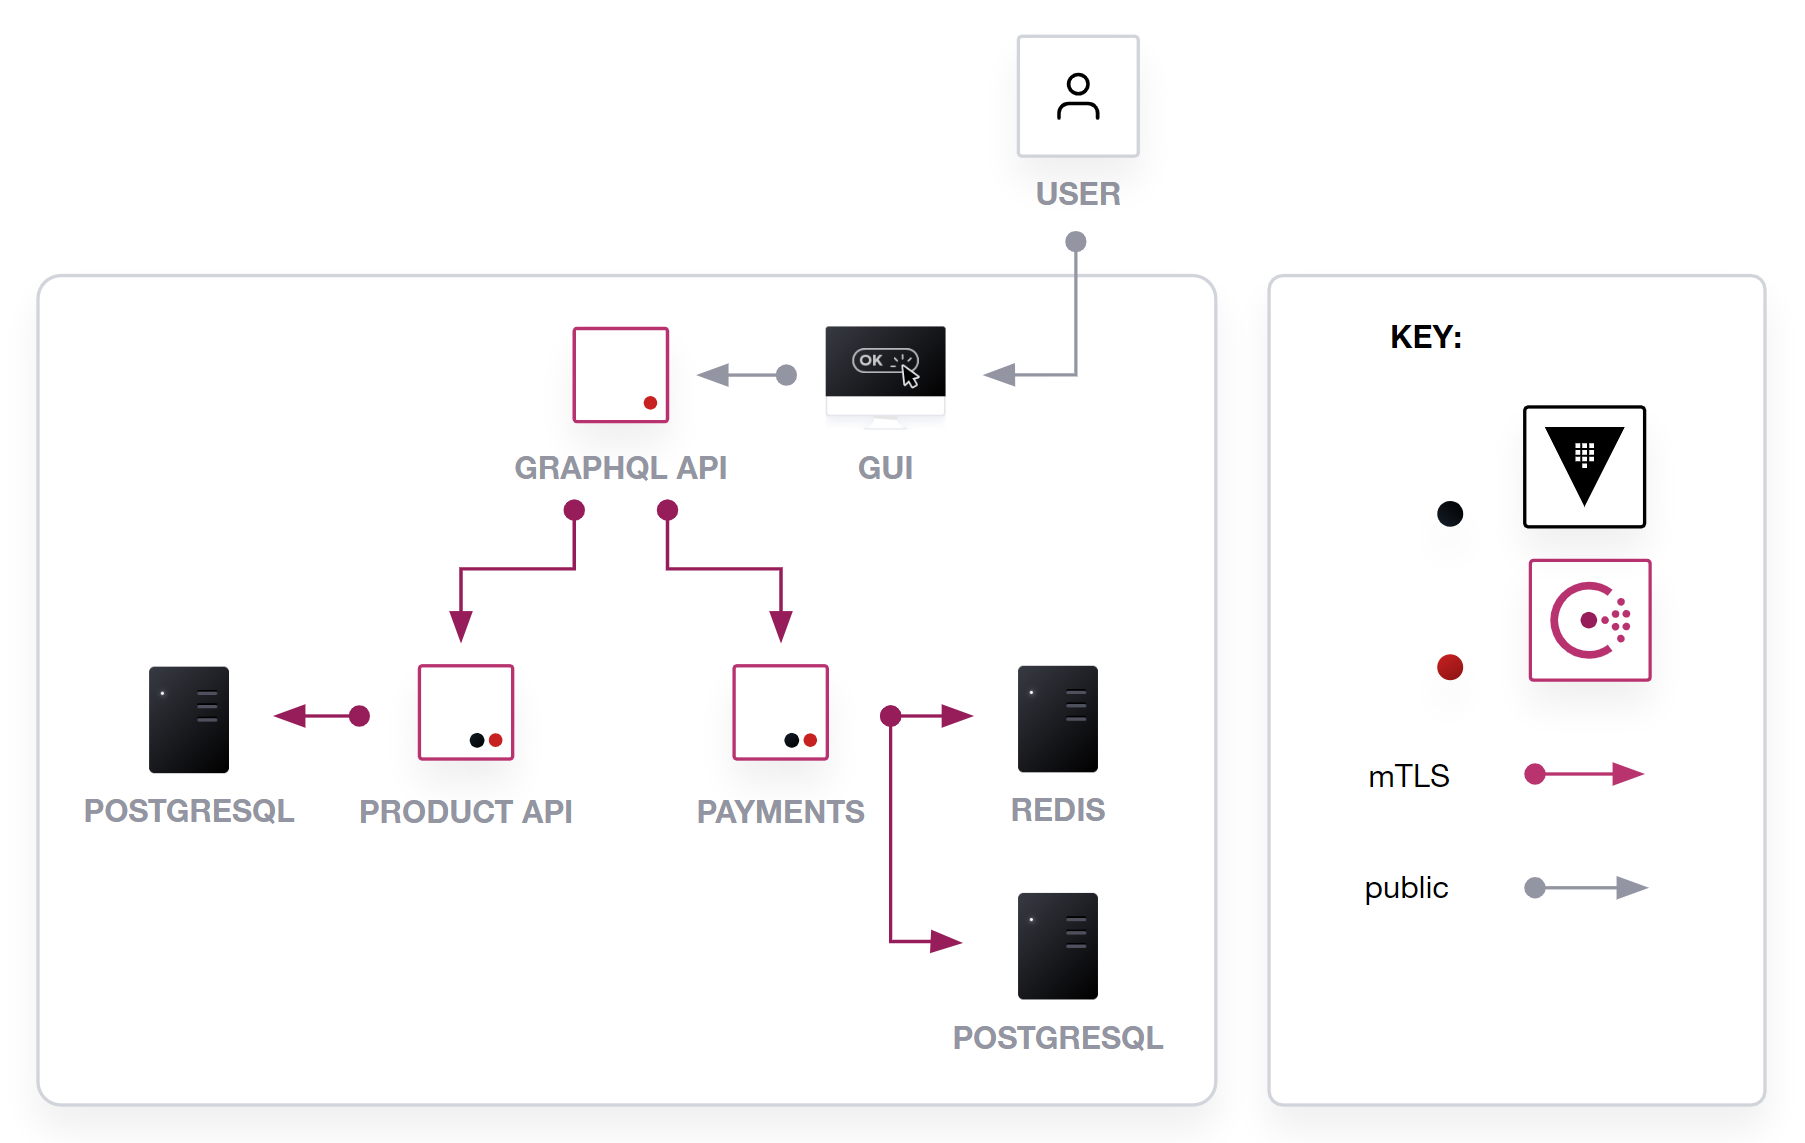 USER
KEY:
OK
GRAPHQL API
GUI
POSTGRESQL
PRODUCT API
PAYMENTS
REDIS
POSTGRESQL
mTLS
public